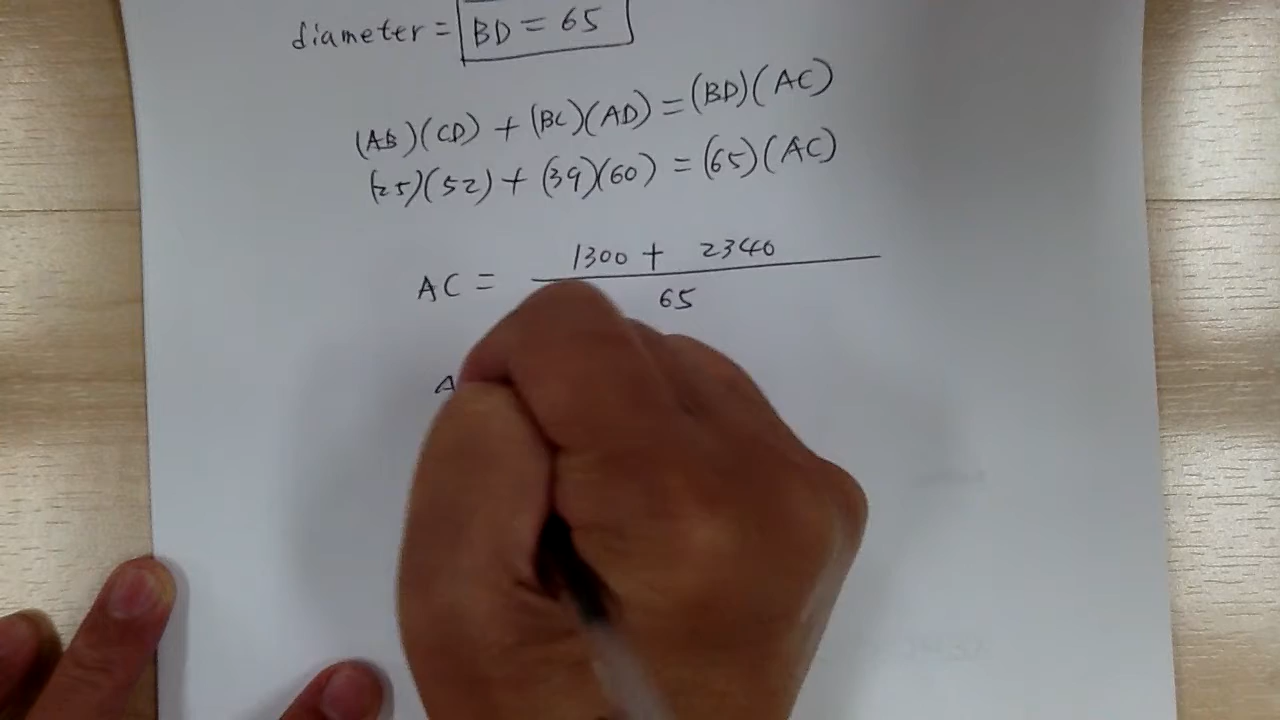 diameter = BD = 65
(AB)(CD) + (BC)(AD) = (BD)(AC)
(25)(52) + (39)(60) = (65)(AC)
AC = 1300 + 2340
65
A